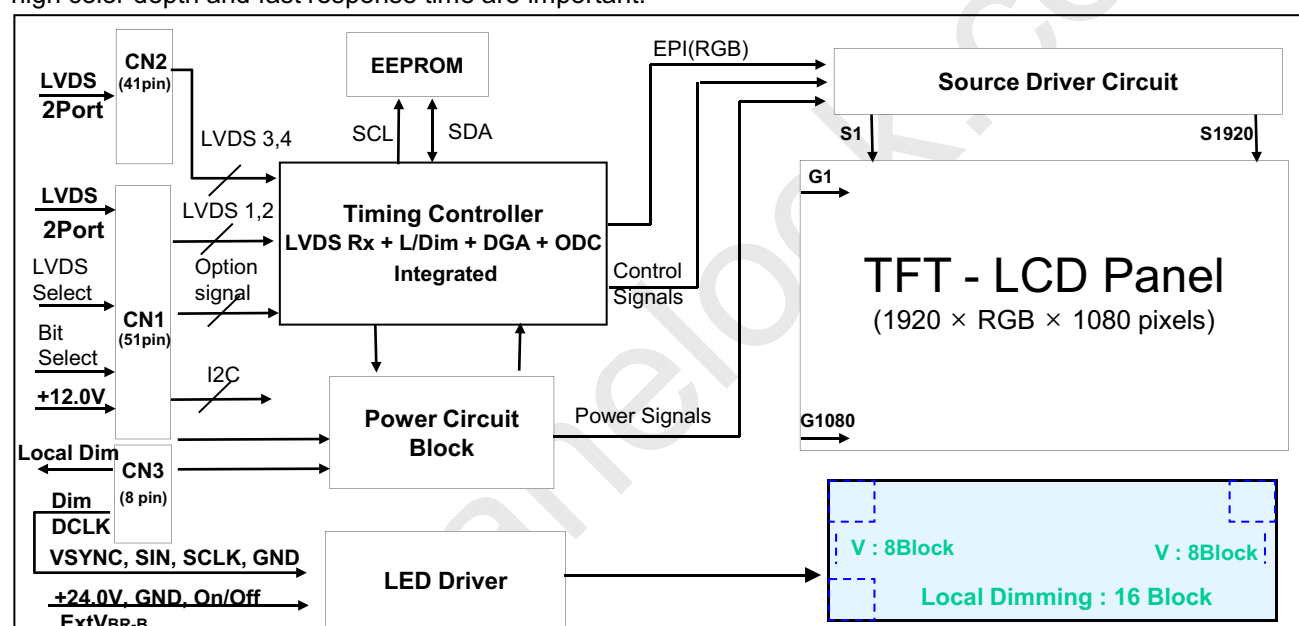 high color depth and fast response time are important.
CN2
(41pin)
LVDS
2Port
EEPROM
SCL
SDA
LVDS 3,4
EPI(RGB)
Source Driver Circuit
S1
S1920
G1
LVDS
2Port
LVDS 1,2
Timing Controller
LVDS Rx + L/Dim + DGA + ODC
Integrated
LVDS
Select
Option
signal
Control
Signals
TFT - LCD Panel
(1920 × RGB × 1080 pixels)
CN1
(51pin)
Bit
Select
+12.0V
I2C
Power Circuit
Block
Power Signals
G1080
Local Dim
CN3
(8 pin)
Dim
DCLK
VSYNC, SIN, SCLK, GND
LED Driver
+24.0V, GND, On/Off
ExtVBR-B
V : 8Block
V : 8Block
Local Dimming : 16 Block